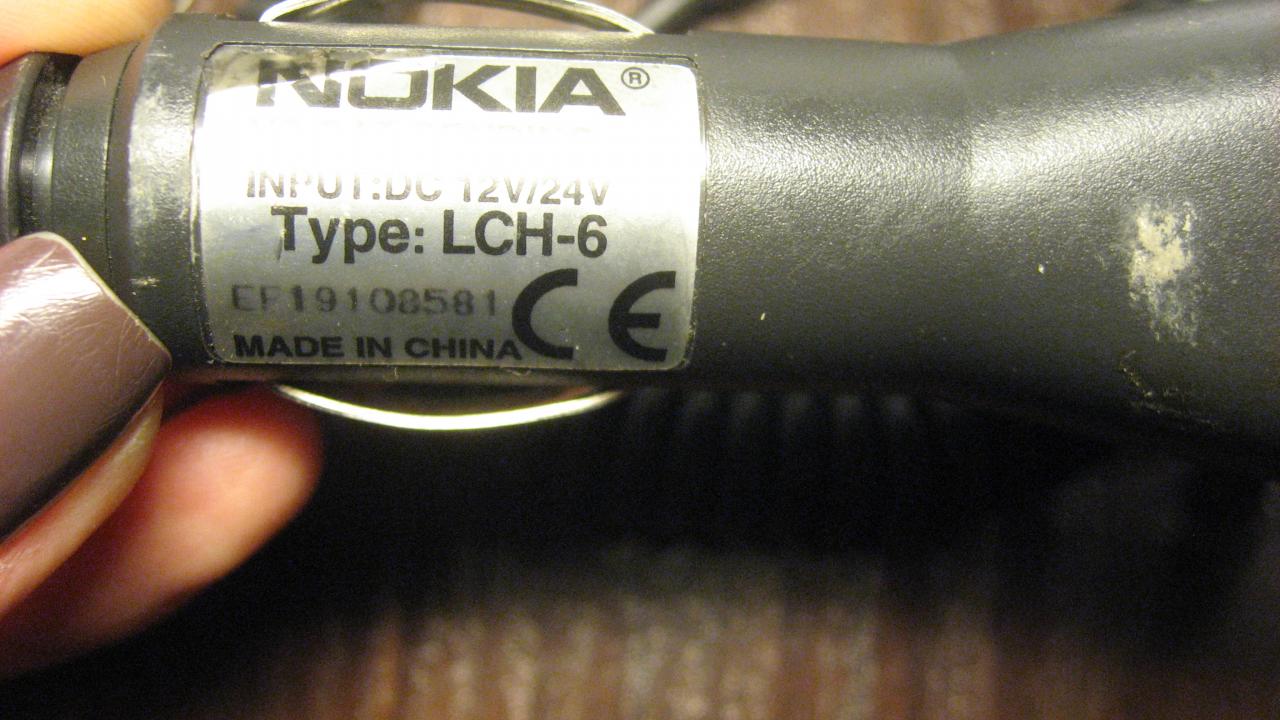 NOKIA®
INPUT:DC 12V/24V
Type: LCH-6
EF19108581
CE
MADE IN CHINA